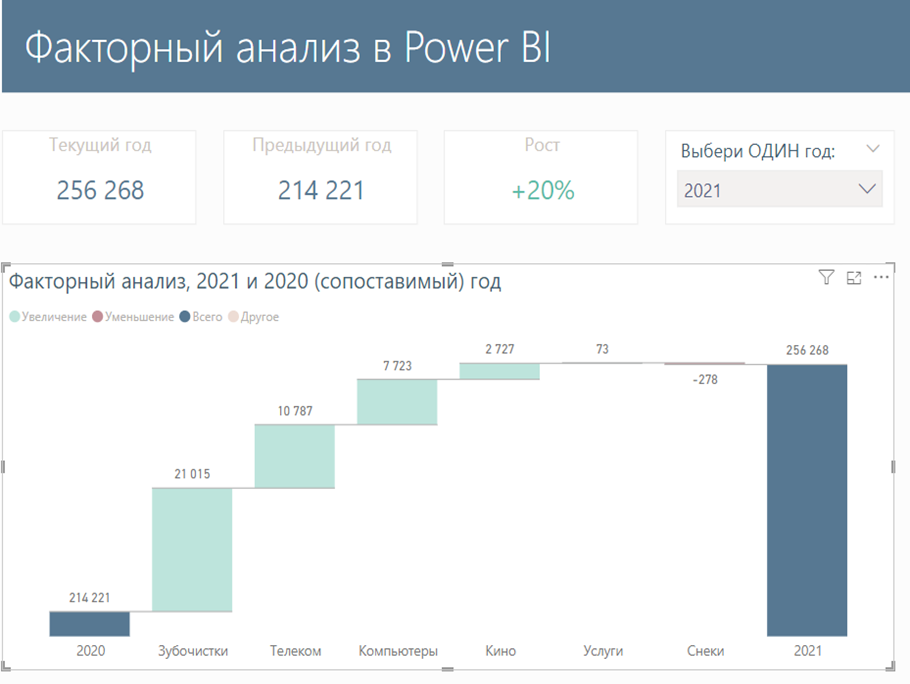 Факторный анализ в Power BI
Текущий год
256 268
Предыдущий год
214 221
Рост
+20%
Выбери ОДИН год:
2021
Факторный анализ, 2021 и 2020 (сопоставимый) год
Увеличение Уменьшение Всего Другое
214 221
21 015
10 787
7 723
2 727
73
-278
256 268
2020 Зубочистки Телеком Компьютеры Кино Услуги Снеки 2021